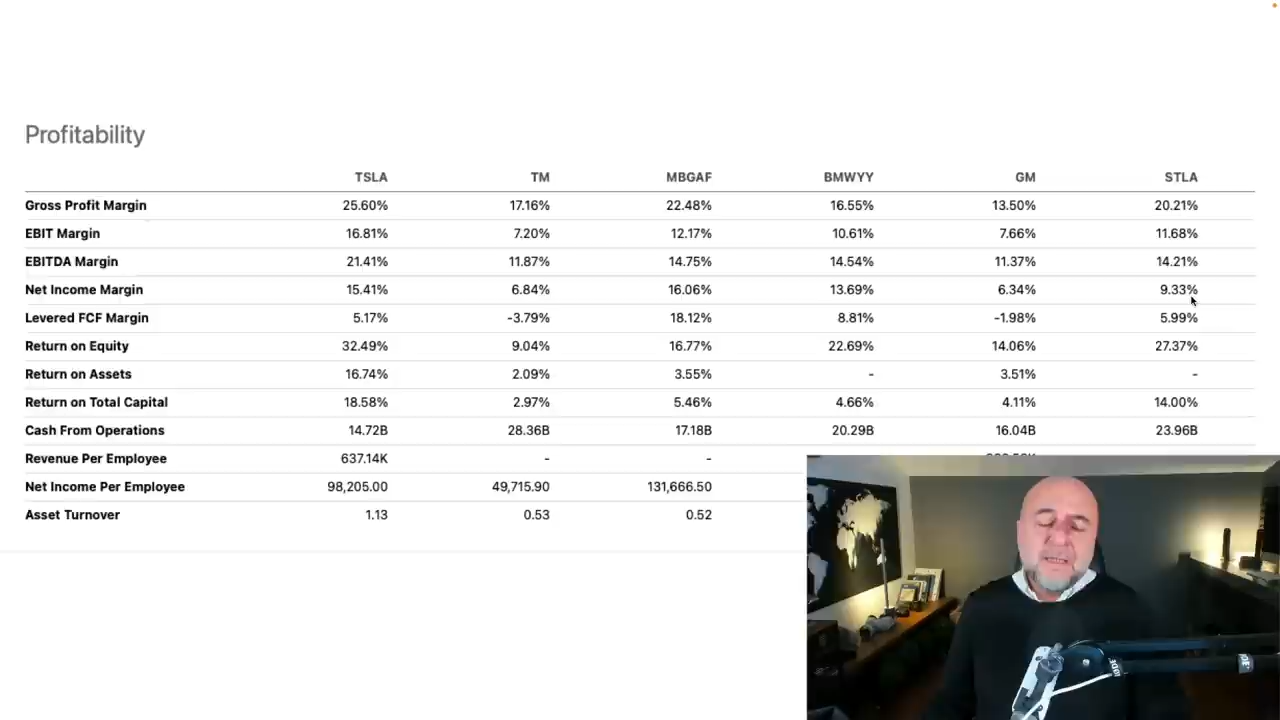 Profitability
TSLA TM MBGAF BMWYY GM STLA
Gross Profit Margin 25.60% 17.16% 22.48% 16.55% 13.50% 20.21%
EBIT Margin 16.81% 7.20% 12.17% 10.61% 7.66% 11.68%
EBITDA Margin 21.41% 11.87% 14.75% 14.54% 11.37% 14.21%
Net Income Margin 15.41% 6.84% 16.06% 13.69% 6.34% 9.33%
Levered FCF Margin 5.17% -3.79% 18.12% 8.81% -1.98% 5.99%
Return on Equity 32.49% 9.04% 16.77% 22.69% 14.06% 27.37%
Return on Assets 16.74% 2.09% 3.55% - 3.51% -
Return on Total Capital 18.58% 2.97% 5.46% 4.66% 4.11% 14.00%
Cash From Operations 14.72B 28.36B 17.18B 20.29B 16.04B 23.96B
Revenue Per Employee 637.14K - -
Net Income Per Employee 98,205.00 49,715.90 131,666.50
Asset Turnover 1.13 0.53 0.52